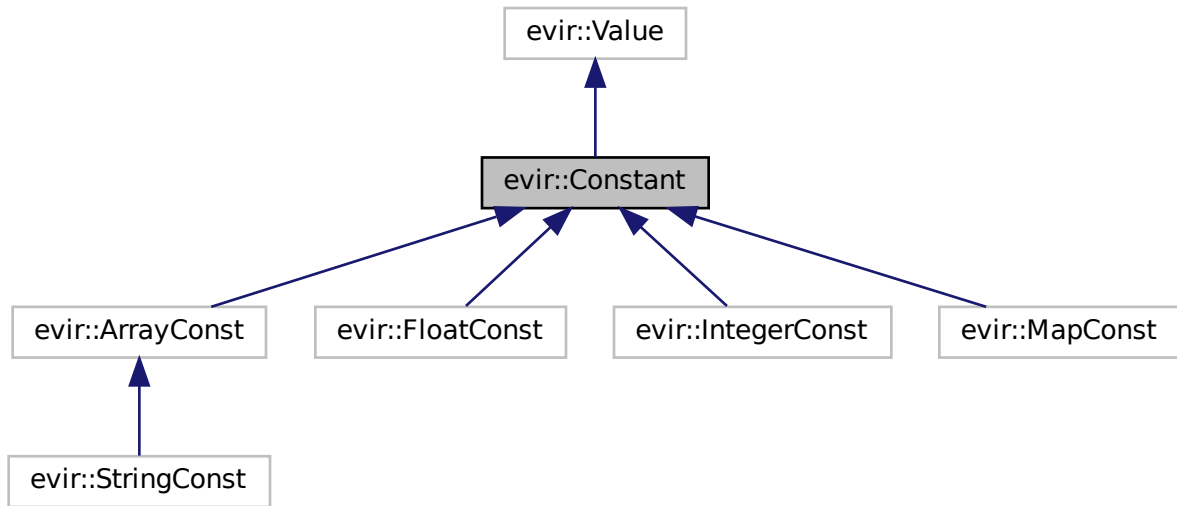 evir::Value
evir::Constant
evir::ArrayConst
evir::FloatConst
evir::IntegerConst
evir::MapConst
evir::StringConst